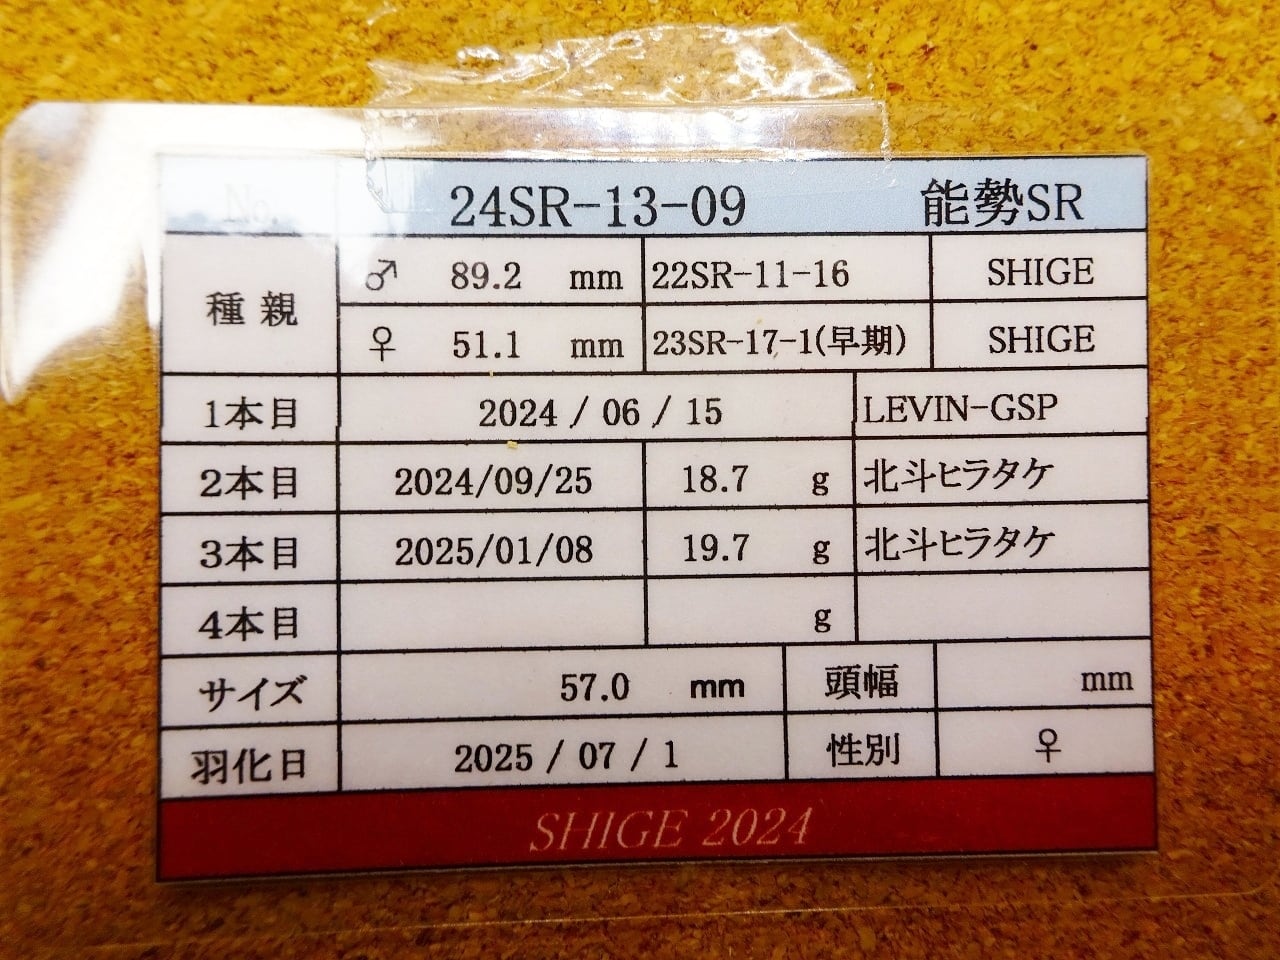 No. 24SR-13-09 能勢SR
種親 ♂ 89.2 mm 22SR-11-16 SHIGE
♀ 51.1 mm 23SR-17-1(早期) SHIGE
1本目 2024 / 06 / 15 LEVIN-GSP
2本目 2024/09/25 18.7 g 北斗ヒラタケ
3本目 2025/01/08 19.7 g 北斗ヒラタケ
4本目 g
サイズ 57.0 mm 頭幅 mm
羽化日 2025 / 07 / 1 性別 ♀
SHIGE 2024